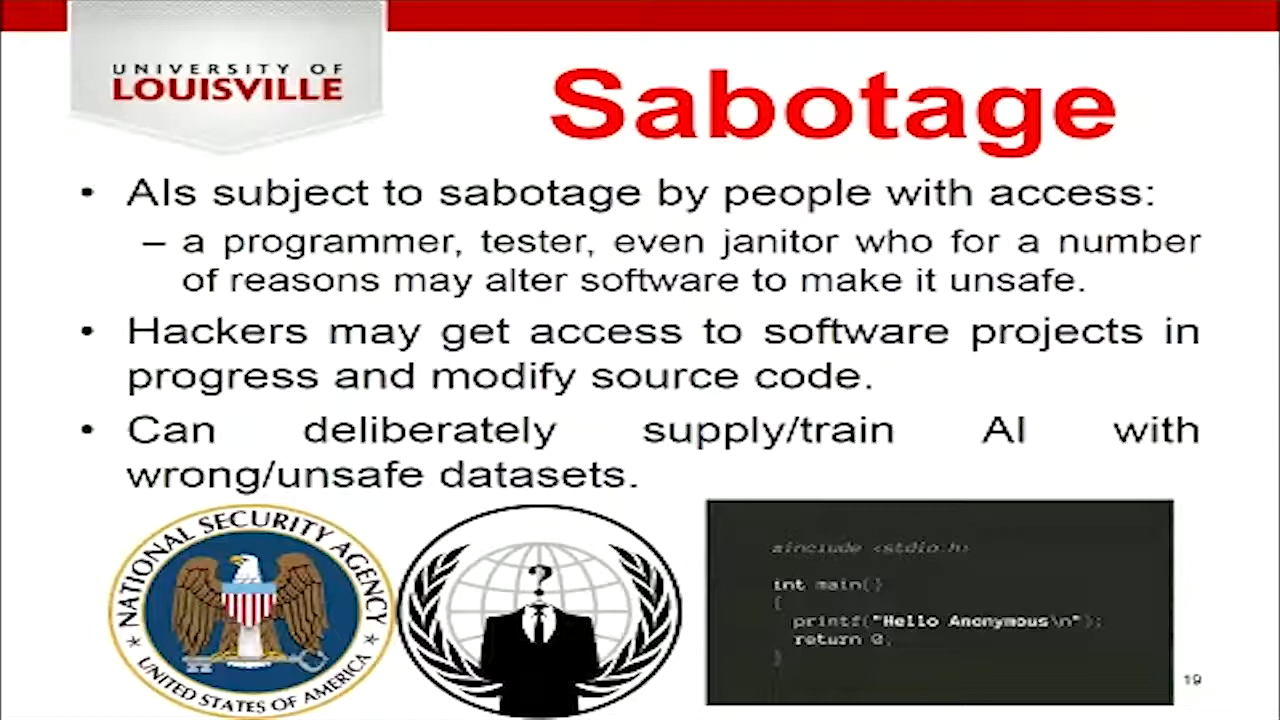 UNIVERSITY OF
LOUISVILLE
Sabotage
• AIs subject to sabotage by people with access:
– a programmer, tester, even janitor who for a number
of reasons may alter software to make it unsafe.
• Hackers may get access to software projects in
progress and modify source code.
• Can deliberately supply/train AI with
wrong/unsafe datasets.
NATIONAL SECURITY AGENCY
UNITED STATES OF AMERICA
?
#include <stdio.h>
int main()
{
printf("Hello Anonymous\n");
return 0;
}
19